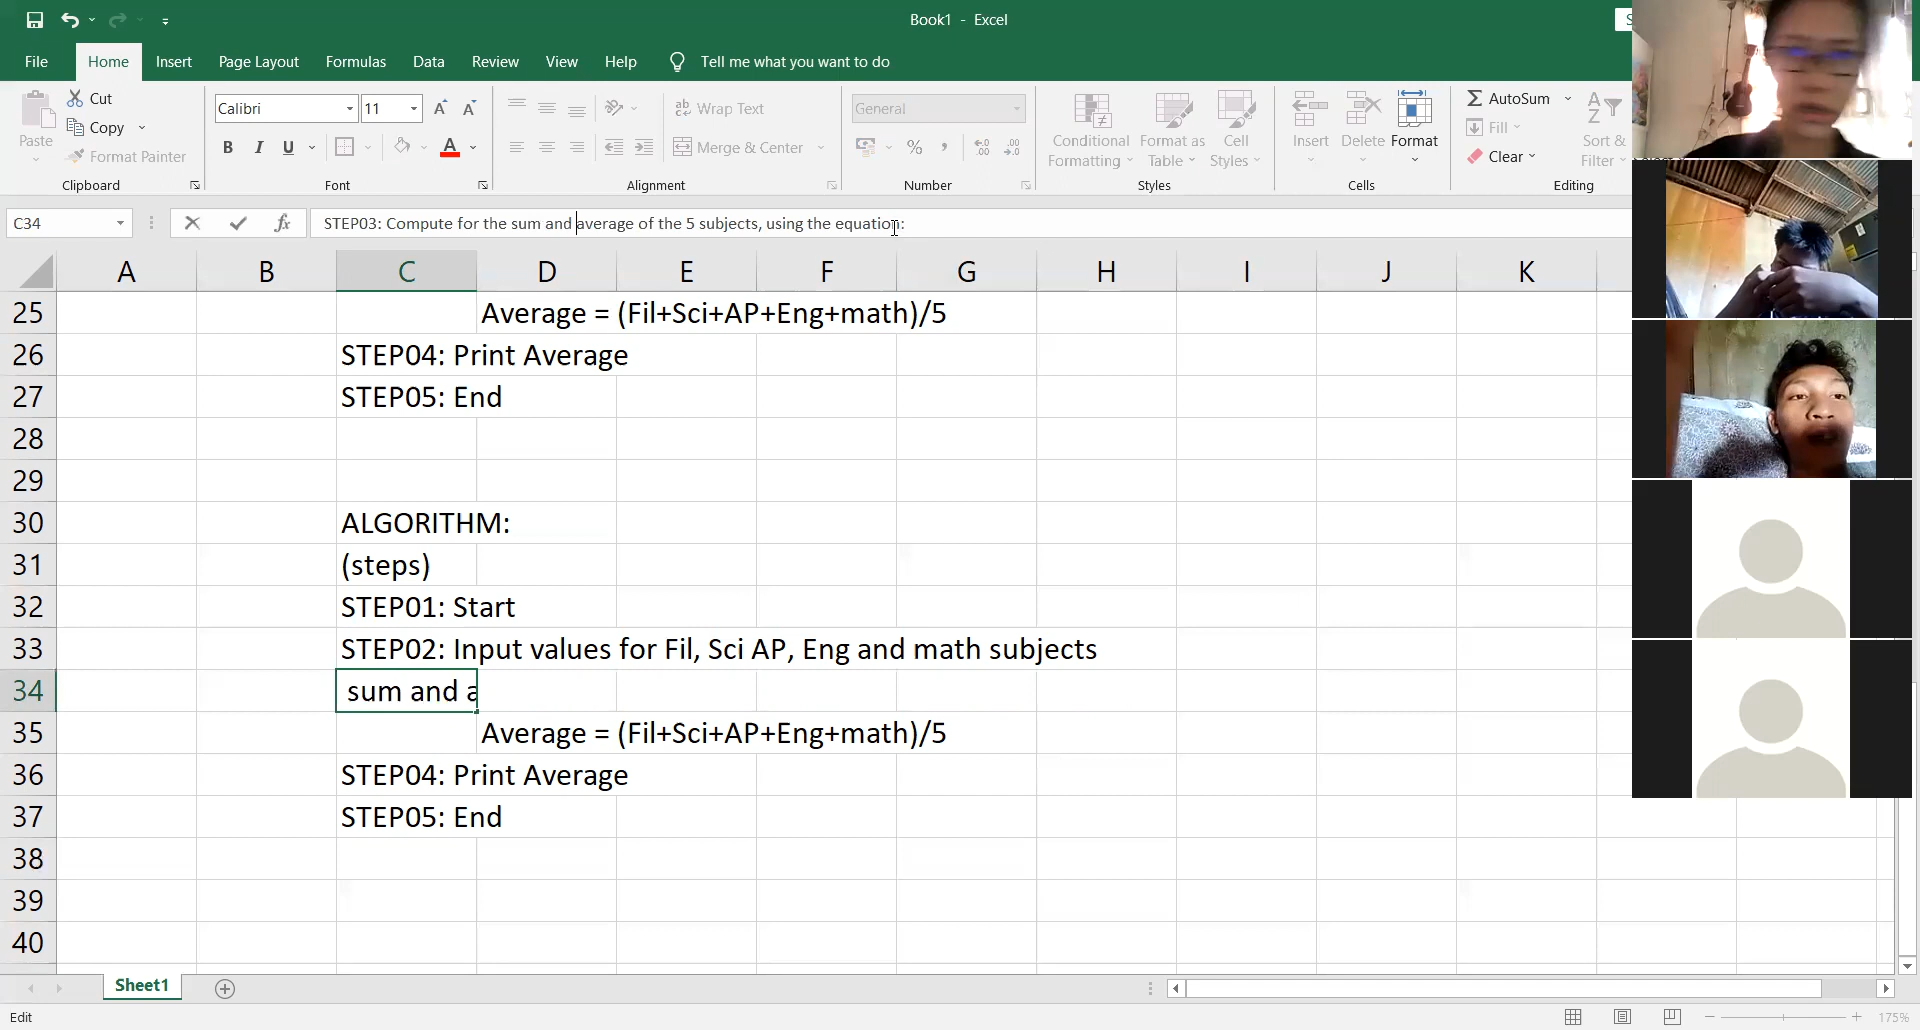 Book1 - Excel
File Home Insert Page Layout Formulas Data Review View Help Tell me what you want to do
Paste
Cut
Copy
Format Painter
Clipboard
Calibri 11
B I U A
Font
Wrap Text
Merge & Center
Alignment
General
%
Number
Conditional Formatting
Format as Table
Cell Styles
Styles
Insert
Delete
Format
Cells
AutoSum
Fill
Clear
Sort &
Filter
Editing
C34 fx STEP03: Compute for the sum and average of the 5 subjects, using the equation:
A B C D E F G H I J K
25 Average = (Fil+Sci+AP+Eng+math)/5
26 STEP04: Print Average
27 STEP05: End
28
29
30 ALGORITHM:
31 (steps)
32 STEP01: Start
33 STEP02: Input values for Fil, Sci AP, Eng and math subjects
34 sum and a
35 Average = (Fil+Sci+AP+Eng+math)/5
36 STEP04: Print Average
37 STEP05: End
38
39
40
Sheet1
Edit 175%